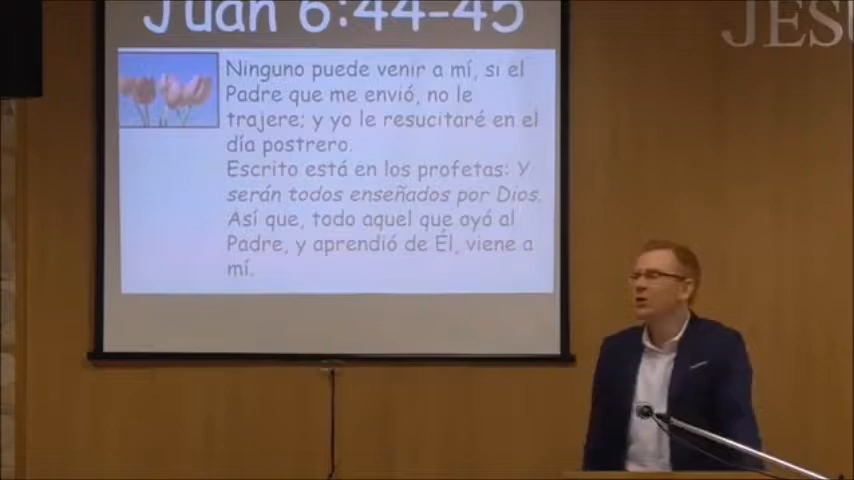 Juan 6:44-45
JESU
Ninguno puede venir a mí, si el
Padre que me envió, no le
trajere; y yo le resucitaré en el
día postrero.
Escrito está en los profetas: Y
serán todos enseñados por Dios.
Así que, todo aquel que oyó al
Padre, y aprendió de Él, viene a
mí.